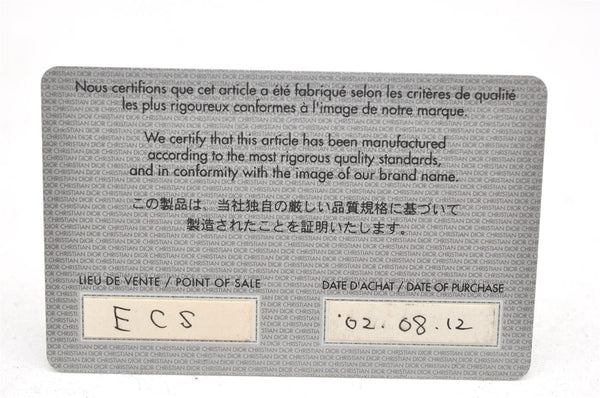 Nous certifions que cet article a été fabriqué selon les critères de qualité
les plus rigoureux conformes à l'image de notre marque.
We certify that this article has been manufactured
according to the most rigorous quality standards,
and in conformity with the image of our brand name.
この製品は、当社独自の厳しい品質規格に基づいて
製造されたことを証明いたします。
LIEU DE VENTE / POINT OF SALE
DATE D'ACHAT / DATE OF PURCHASE
ECS
'02.08.12